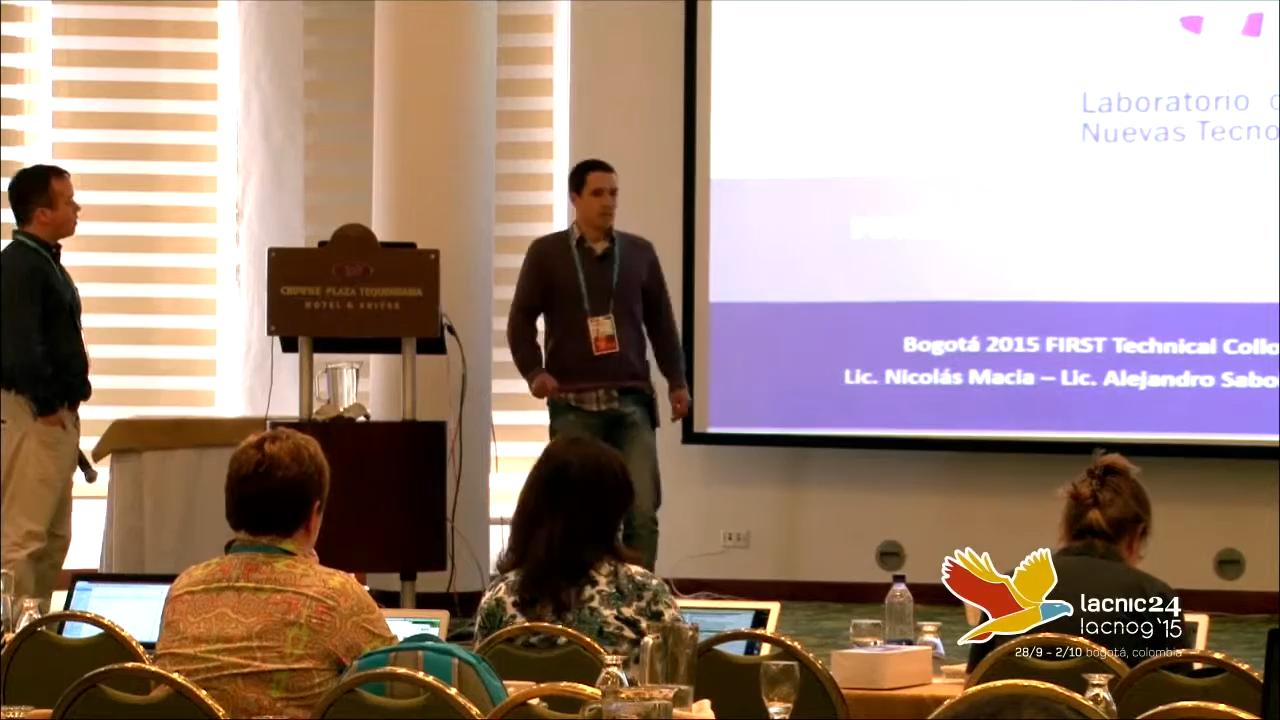 Laboratorio
Nuevas Tecno
Bogotá 2015 FIRST Technical Collo
Lic. Nicolás Macia – Lic. Alejandro Sabo
CROWNE PLAZA TEQUENDAMA
HOTEL & SUITES
lacnic24
lacnog'15
28/9 - 2/10 bogotá, colombia